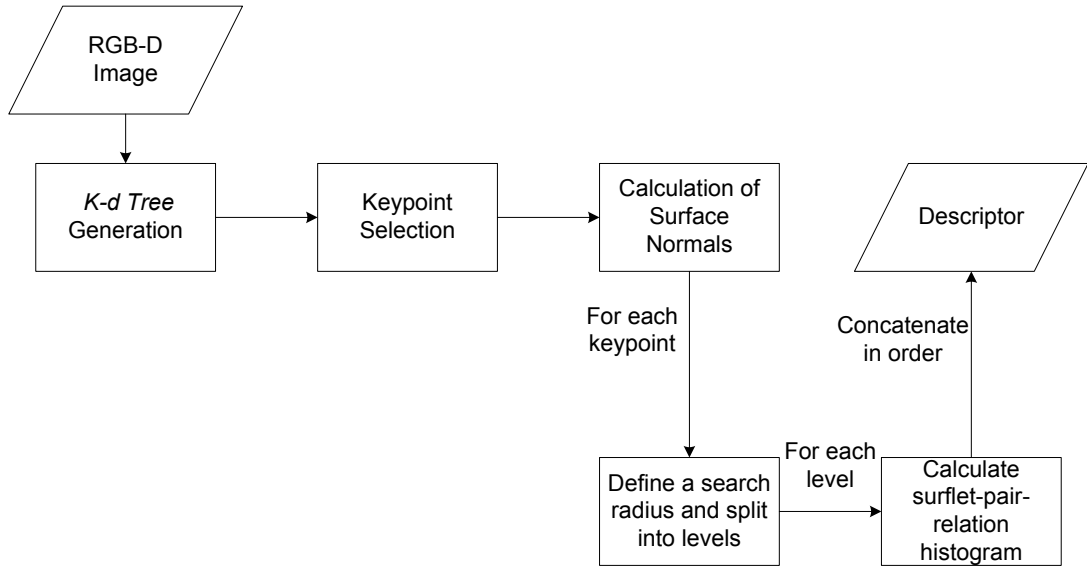 RGB-D
Image
K-d Tree
Generation
Keypoint
Selection
Calculation of
Surface
Normals
Descriptor
For each
keypoint
Concatenate
in order
Define a search
radius and split
into levels
For each
level
Calculate
surflet-pair-
relation
histogram